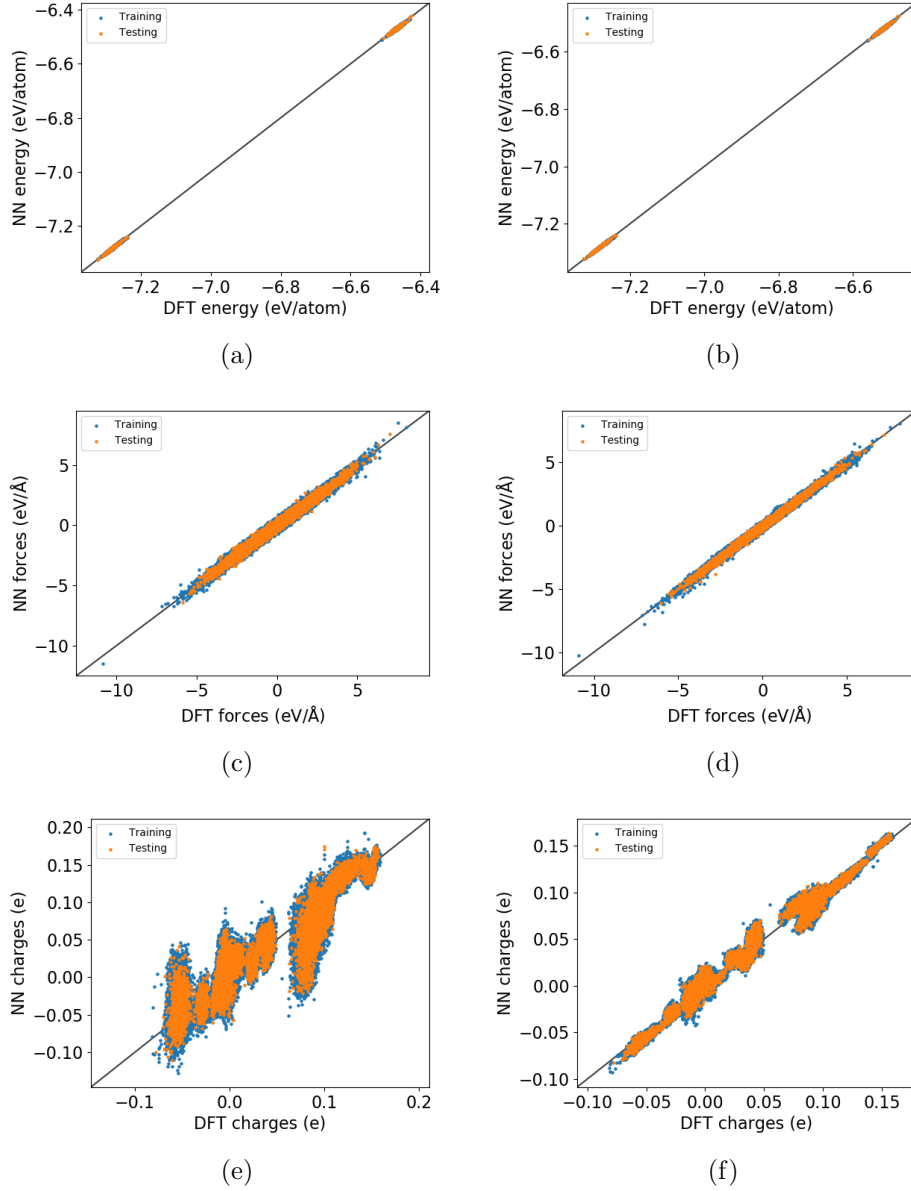 −6.4
−6.6
−6.8
−7.0
−7.2
NN energy (eV/atom)
Training
Testing
−7.2 −7.0 −6.8 −6.6 −6.4
DFT energy (eV/atom)
(a)
−6.6
−6.8
−7.0
−7.2
NN energy (eV/atom)
Training
Testing
−7.2 −7.0 −6.8 −6.6
DFT energy (eV/atom)
(b)
5
0
−5
−10
NN forces (eV/Å)
Training
Testing
−10 −5 0 5
DFT forces (eV/Å)
(c)
5
0
−5
−10
NN forces (eV/Å)
Training
Testing
−10 −5 0 5
DFT forces (eV/Å)
(d)
0.20
0.15
0.10
0.05
0.00
−0.05
−0.10
NN charges (e)
Training
Testing
−0.1 0.0 0.1 0.2
DFT charges (e)
(e)
0.15
0.10
0.05
0.00
−0.05
−0.10
NN charges (e)
Training
Testing
−0.10 −0.05 0.00 0.05 0.10 0.15
DFT charges (e)
(f)